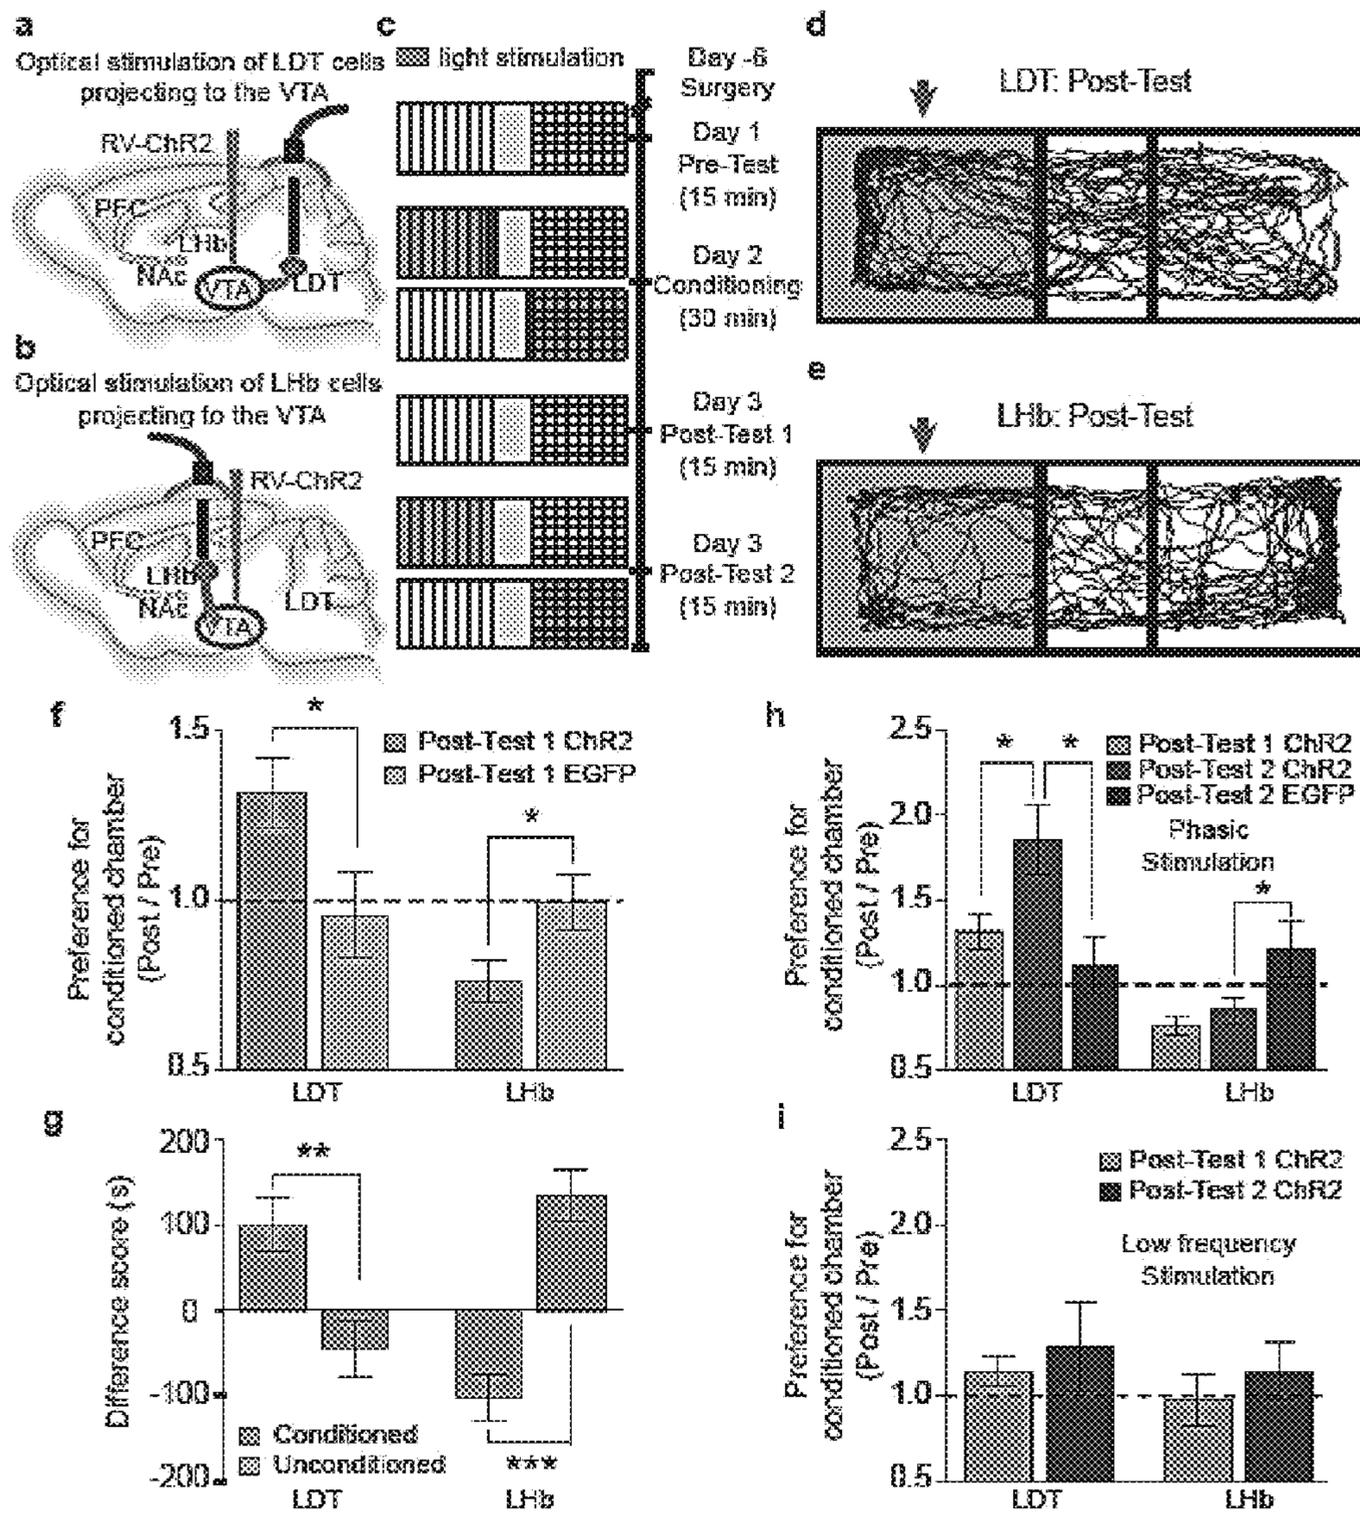 a
Optical stimulation of LDT cells
projecting to the VTA
RV-ChR2
PFC
LHb
NAc
VTA
LDT
b
Optical stimulation of LHb cells
projecting to the VTA
RV-ChR2
PFC
LHb
NAc
VTA
LDT
c
light stimulation
Day -6
Surgery
Day 1
Pre-Test
(15 min)
Day 2
Conditioning
(30 min)
Day 3
Post-Test 1
(15 min)
Day 3
Post-Test 2
(15 min)
d
LDT: Post-Test
e
LHb: Post-Test
f
Preference for
conditioned chamber
(Post / Pre)
1.5
1.0
0.5
*
*
Post-Test 1 ChR2
Post-Test 1 EGFP
LDT
LHb
g
Difference score (s)
200
100
0
-100
-200
**
***
Conditioned
Unconditioned
LDT
LHb
h
Preference for
conditioned chamber
(Post / Pre)
2.5
2.0
1.5
1.0
0.5
* *
*
Post-Test 1 ChR2
Post-Test 2 ChR2
Post-Test 2 EGFP
Phasic
Stimulation
LDT
LHb
i
Preference for
conditioned chamber
(Post / Pre)
2.5
2.0
1.5
1.0
0.5
Post-Test 1 ChR2
Post-Test 2 ChR2
Low frequency
Stimulation
LDT
LHb